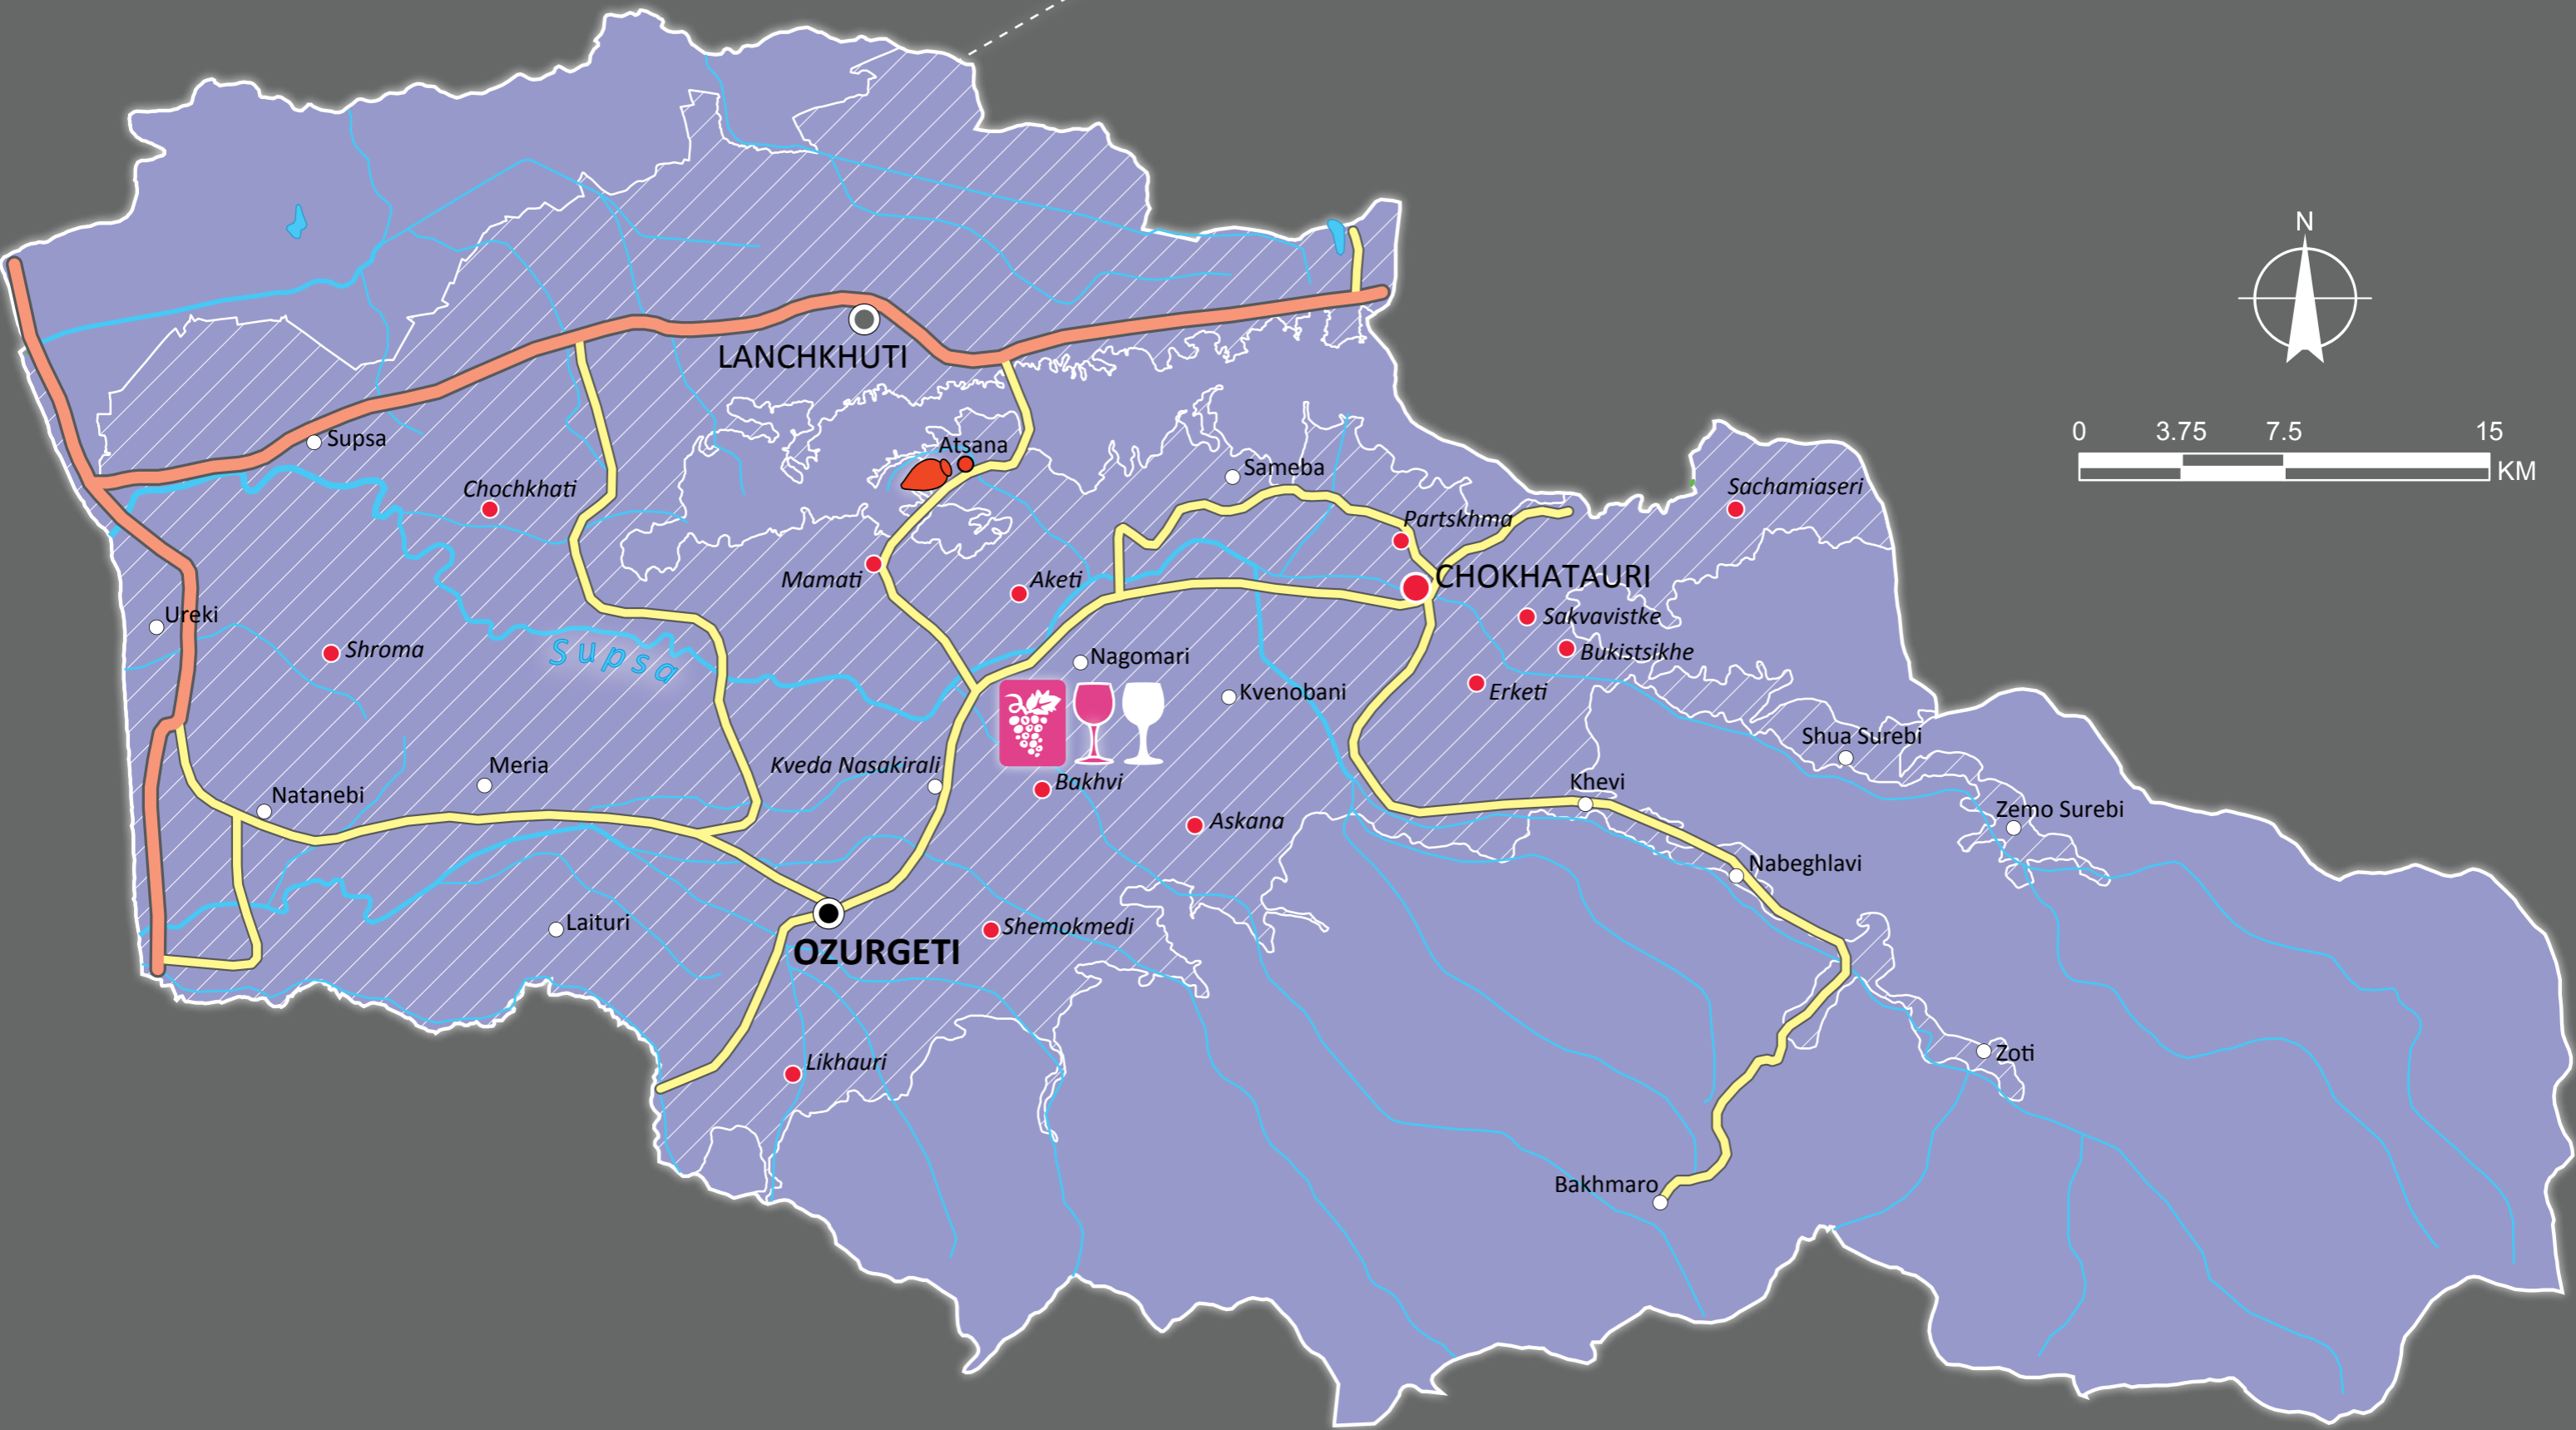 N
LANCHKHUTI
0 3.75 7.5 15
KM
Supsa
Atsana
Sameba
Chochkhati
Sachamiaseri
Partskhma
Mamati
Aketi
CHOKHATAURI
Ureki
Sakvavistke
Shroma
Supsa
Nagomari
Bukistsikhe
Kvenobani
Erketi
Shua Surebi
Meria
Kveda Nasakirali
Bakhvi
Khevi
Natanebi
Zemo Surebi
Askana
Nabeghlavi
Laituri
Shemokmedi
OZURGETI
Likhauri
Zoti
Bakhmaro